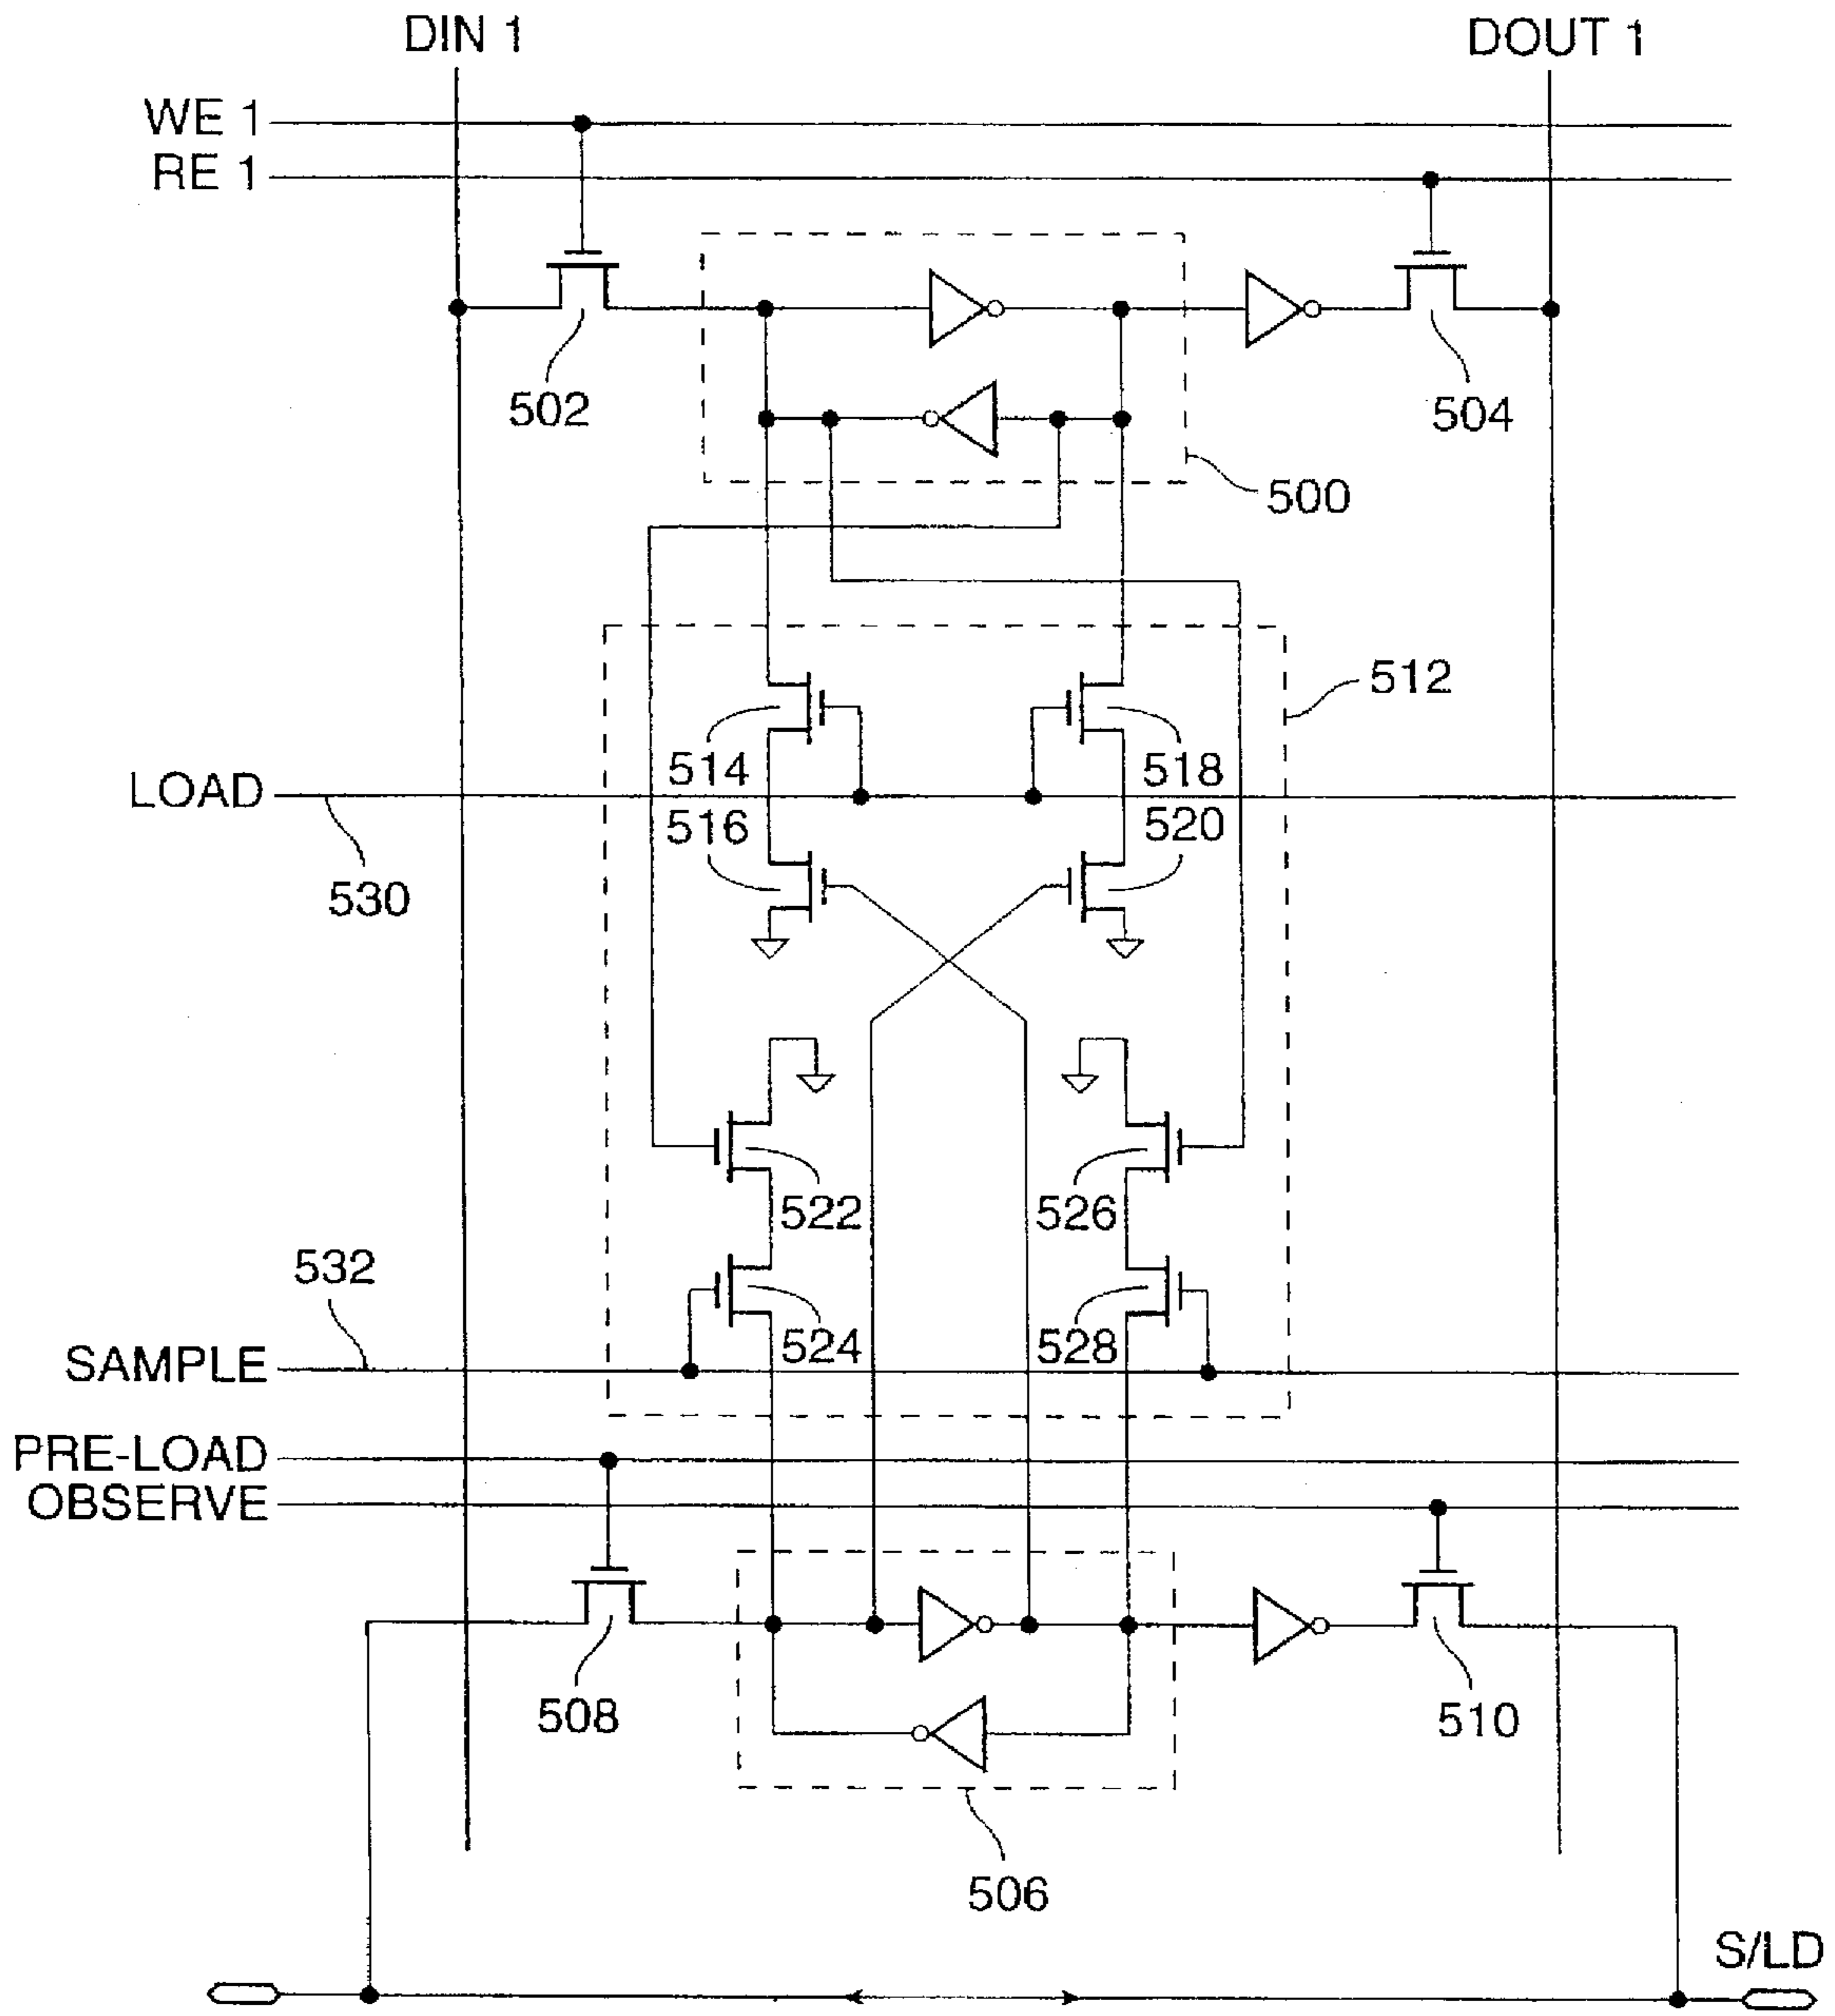 DIN 1
DOUT 1
WE 1
RE 1
502
504
500
512
514
518
LOAD
516
520
530
522
526
532
524
528
SAMPLE
PRE-LOAD
OBSERVE
508
510
506
S/LD